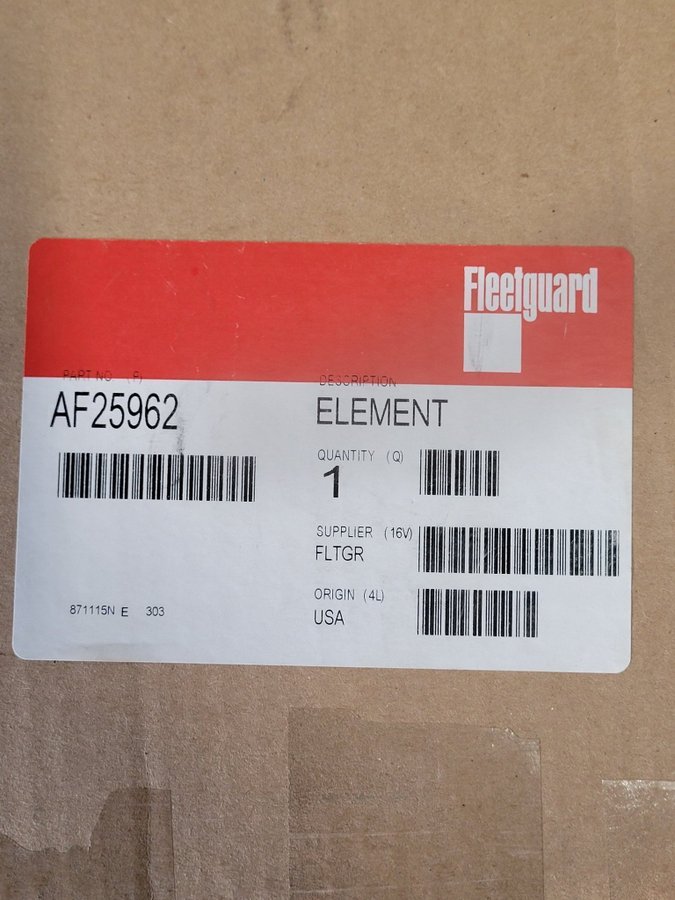 Fleetguard
PART NO (P)
AF25962
DESCRIPTION
ELEMENT
QUANTITY (Q)
1
SUPPLIER (16V)
FLTGR
ORIGIN (4L)
USA
871115N E 303